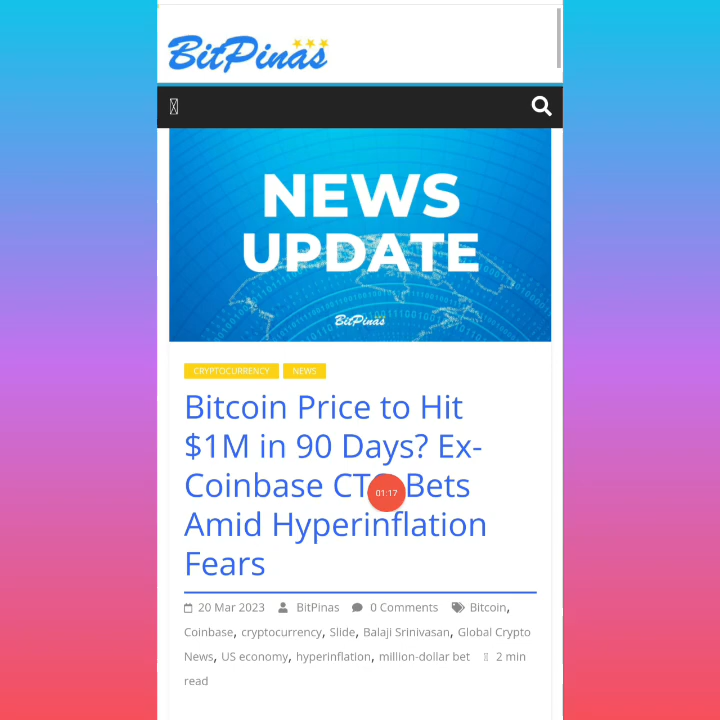 BitPinas
NEWS
UPDATE
BitPinas
CRYPTOCURRENCY NEWS
Bitcoin Price to Hit
$1M in 90 Days? Ex-
Coinbase CT Bets
01:17
Amid Hyperinflation
Fears
20 Mar 2023 BitPinas 0 Comments Bitcoin,
Coinbase, cryptocurrency, Slide, Balaji Srinivasan, Global Crypto
News, US economy, hyperinflation, million-dollar bet 2 min
read